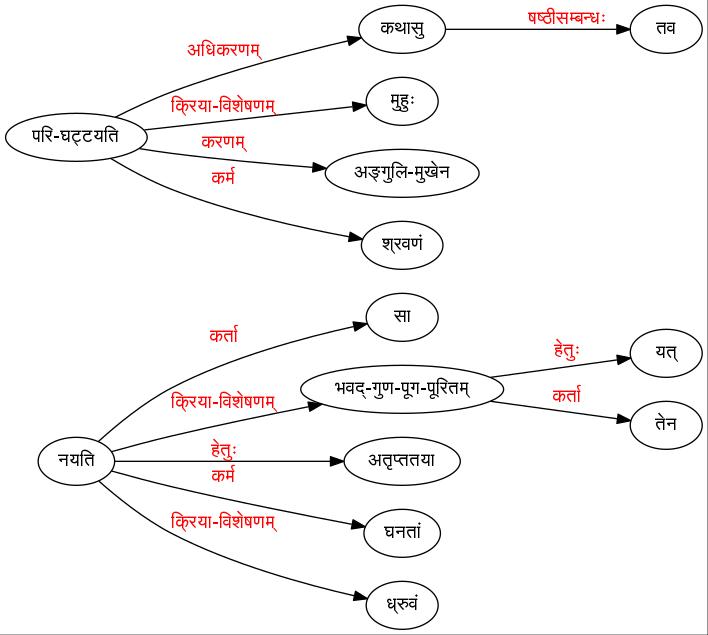 षष्ठीसम्बन्धः
कथासु
तव
अधिकरणम्
क्रिया-विशेषणम्
मुहुः
परि-घट्टयति
करणम्
अङ्गुलि-मुखेन
कर्म
श्रवणं
सा
कर्ता
हेतुः
यत्
भवद्-गुण-पूग-पूरितम्
क्रिया-विशेषणम्
कर्ता
तेन
हेतुः
नयति
अतृप्ततया
कर्म
क्रिया-विशेषणम्
घनतां
ध्रुवं